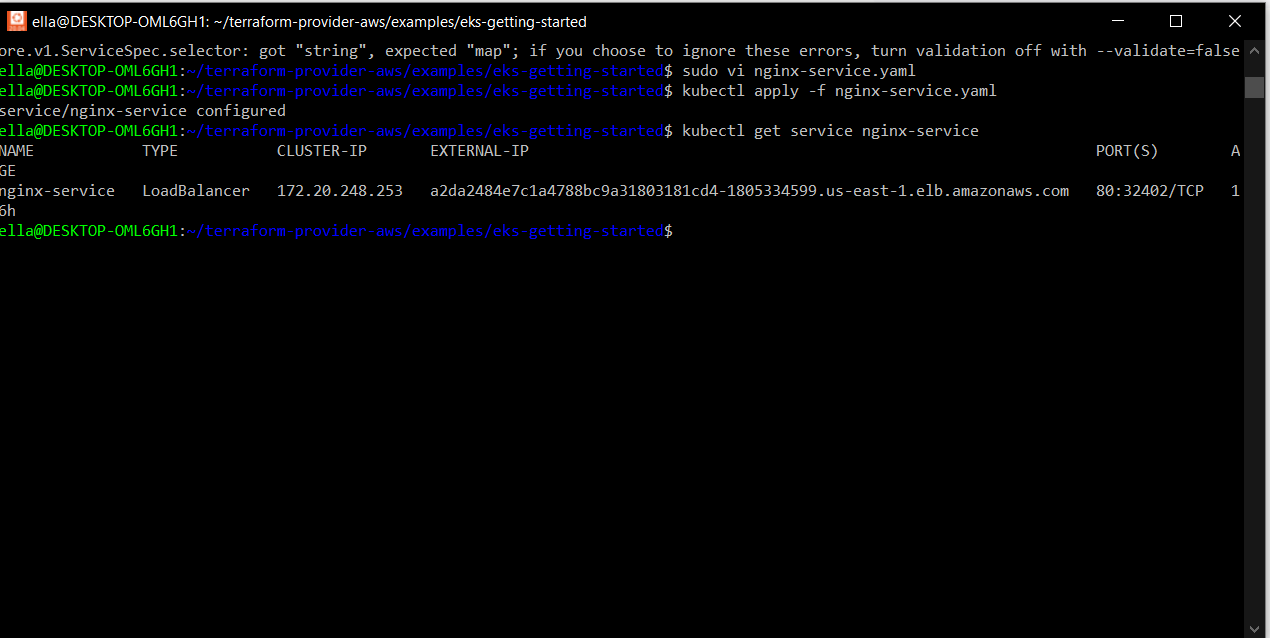 ella@DESKTOP-OML6GH1: ~/terraform-provider-aws/examples/eks-getting-started
ore.v1.ServiceSpec.selector: got "string", expected "map"; if you choose to ignore these errors, turn validation off with --validate=false
ella@DESKTOP-OML6GH1:~/terraform-provider-aws/examples/eks-getting-started$ sudo vi nginx-service.yaml
ella@DESKTOP-OML6GH1:~/terraform-provider-aws/examples/eks-getting-started$ kubectl apply -f nginx-service.yaml
service/nginx-service configured
ella@DESKTOP-OML6GH1:~/terraform-provider-aws/examples/eks-getting-started$ kubectl get service nginx-service
NAME TYPE CLUSTER-IP EXTERNAL-IP PORT(S) A
GE
nginx-service LoadBalancer 172.20.248.253 a2da2484e7c1a4788bc9a31803181cd4-1805334599.us-east-1.elb.amazonaws.com 80:32402/TCP 1
6h
ella@DESKTOP-OML6GH1:~/terraform-provider-aws/examples/eks-getting-started$